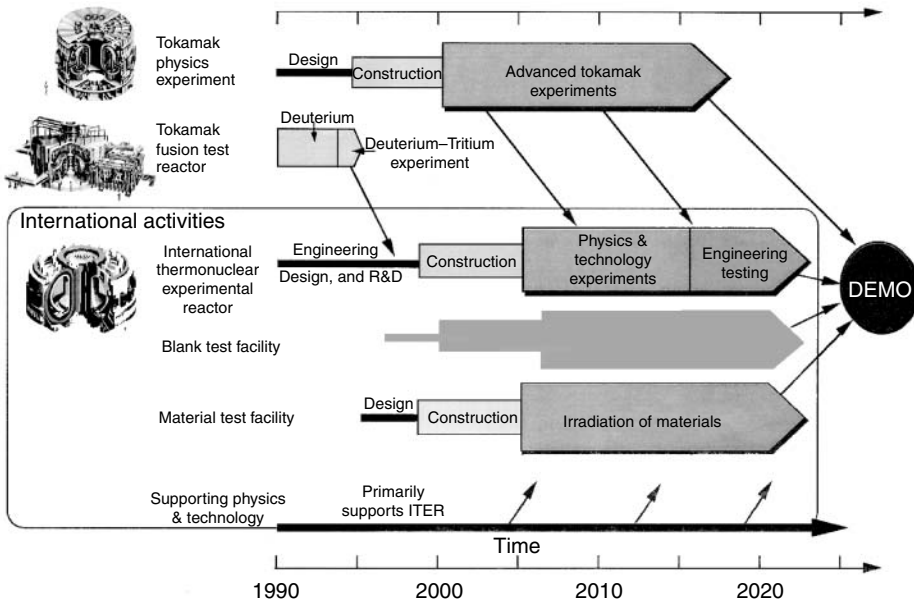 Tokamak
physics
experiment
Design
Construction
Advanced tokamak
experiments
Tokamak
fusion test
reactor
Deuterium
Deuterium–Tritium
experiment
International activities
International
thermonuclear
experimental
reactor
Engineering
Design, and R&D
Construction
Physics &
technology
experiments
Engineering
testing
DEMO
Blank test facility
Material test facility
Design
Construction
Irradiation of materials
Supporting physics
& technology
Primarily
supports ITER
Time
1990 2000 2010 2020